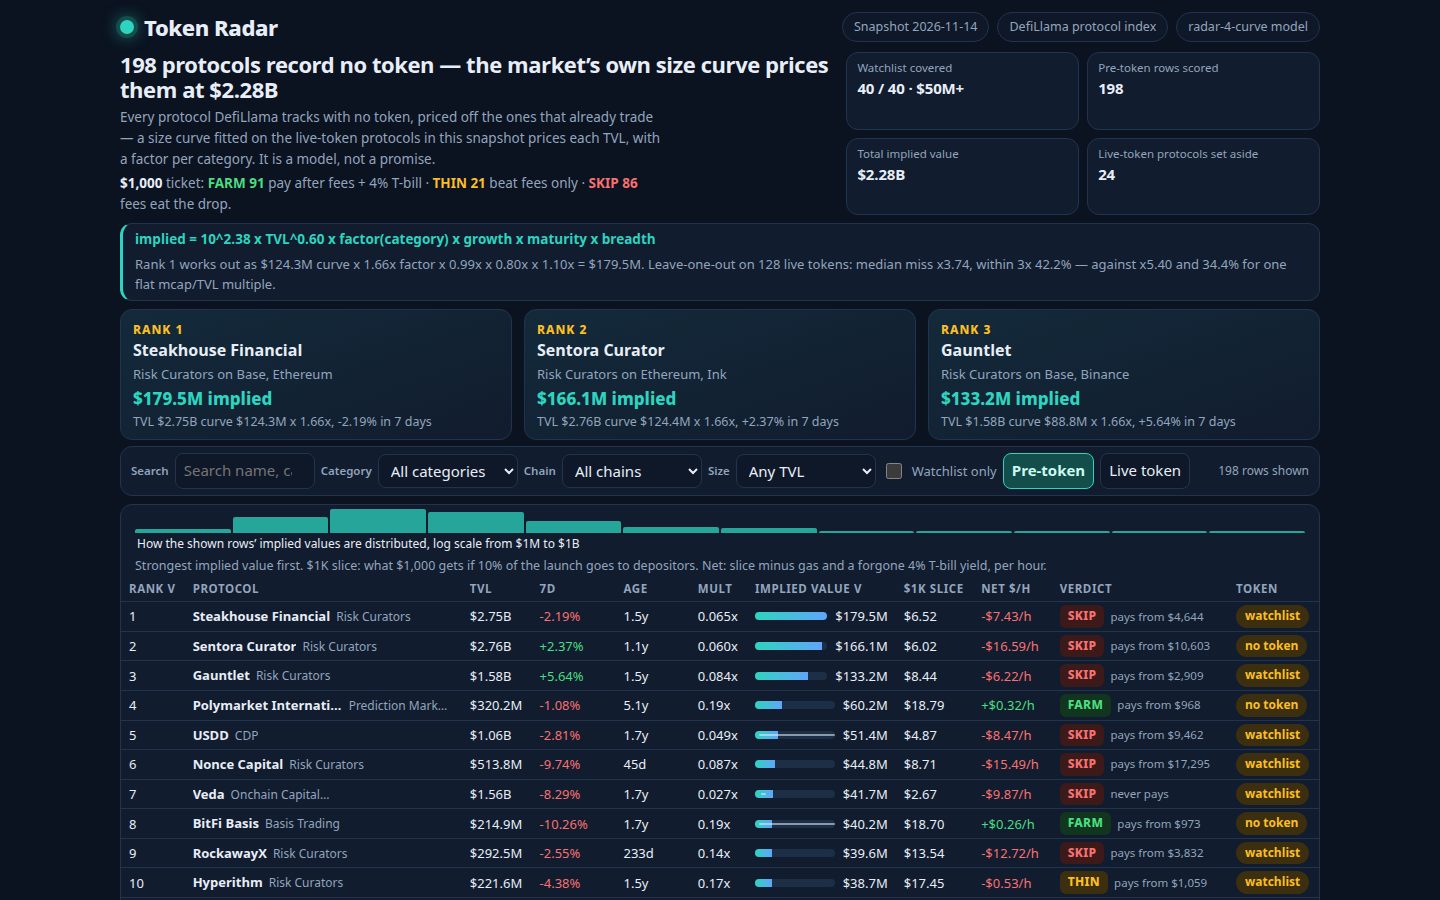 Token Radar
Snapshot 2026-11-14
DefiLlama protocol index
radar-4-curve model
198 protocols record no token — the market's own size curve prices
them at $2.28B
Every protocol DefiLlama tracks with no token, priced off the ones that already trade
— a size curve fitted on the live-token protocols in this snapshot prices each TVL, with
a factor per category. It is a model, not a promise.
$1,000 ticket: FARM 91 pay after fees + 4% T-bill · THIN 21 beat fees only · SKIP 86
fees eat the drop.
Watchlist covered
40 / 40 · $50M+
Pre-token rows scored
198
Total implied value
$2.28B
Live-token protocols set aside
24
implied = 10^2.38 x TVL^0.60 x factor(category) x growth x maturity x breadth
Rank 1 works out as $124.3M curve x 1.66x factor x 0.99x x 0.80x x 1.10x = $179.5M. Leave-one-out on 128 live tokens: median miss x3.74, within 3x 42.2% — against x5.40 and 34.4% for one
flat mcap/TVL multiple.
RANK 1
Steakhouse Financial
Risk Curators on Base, Ethereum
$179.5M implied
TVL $2.75B curve $124.3M x 1.66x, -2.19% in 7 days
RANK 2
Sentora Curator
Risk Curators on Ethereum, Ink
$166.1M implied
TVL $2.76B curve $124.4M x 1.66x, +2.37% in 7 days
RANK 3
Gauntlet
Risk Curators on Base, Binance
$133.2M implied
TVL $1.58B curve $88.8M x 1.66x, +5.64% in 7 days
Search Search name, c Category All categories Chain All chains Size Any TVL Watchlist only Pre-token Live token 198 rows shown
How the shown rows' implied values are distributed, log scale from $1M to $1B
Strongest implied value first. $1K slice: what $1,000 gets if 10% of the launch goes to depositors. Net: slice minus gas and a forgone 4% T-bill yield, per hour.
RANK V PROTOCOL TVL 7D AGE MULT IMPLIED VALUE V $1K SLICE NET $/H VERDICT TOKEN
1 Steakhouse Financial Risk Curators $2.75B -2.19% 1.5y 0.065x $179.5M $6.52 -$7.43/h SKIP pays from $4,644 watchlist
2 Sentora Curator Risk Curators $2.76B +2.37% 1.1y 0.060x $166.1M $6.02 -$16.59/h SKIP pays from $10,603 no token
3 Gauntlet Risk Curators $1.58B +5.64% 1.5y 0.084x $133.2M $8.44 -$6.22/h SKIP pays from $2,909 watchlist
4 Polymarket Internati... Prediction Mark... $320.2M -1.08% 5.1y 0.19x $60.2M $18.79 +$0.32/h FARM pays from $968 no token
5 USDD CDP $1.06B -2.81% 1.7y 0.049x $51.4M $4.87 -$8.47/h SKIP pays from $9,462 watchlist
6 Nonce Capital Risk Curators $513.8M -9.74% 45d 0.087x $44.8M $8.71 -$15.49/h SKIP pays from $17,295 watchlist
7 Veda Onchain Capital... $1.56B -8.29% 1.7y 0.027x $41.7M $2.67 -$9.87/h SKIP never pays watchlist
8 BitFi Basis Basis Trading $214.9M -10.26% 1.7y 0.19x $40.2M $18.70 +$0.26/h FARM pays from $973 no token
9 RockawayX Risk Curators $292.5M -2.55% 233d 0.14x $39.6M $13.54 -$12.72/h SKIP pays from $3,832 watchlist
10 Hyperithm Risk Curators $221.6M -4.38% 1.5y 0.17x $38.7M $17.45 -$0.53/h THIN pays from $1,059 watchlist